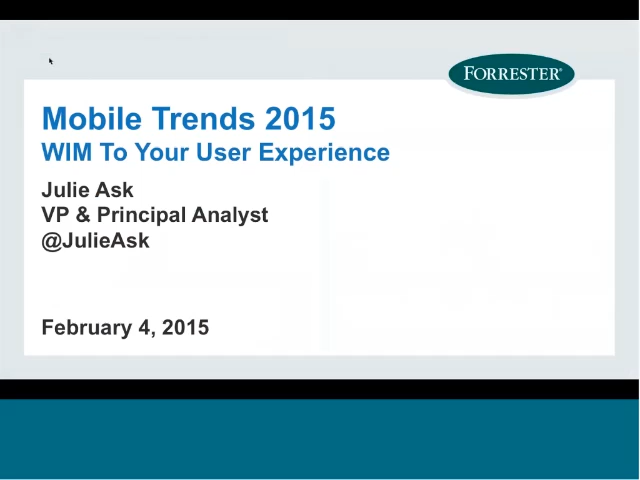 FORRESTER®
Mobile Trends 2015
WIM To Your User Experience
Julie Ask
VP & Principal Analyst
@JulieAsk
February 4, 2015